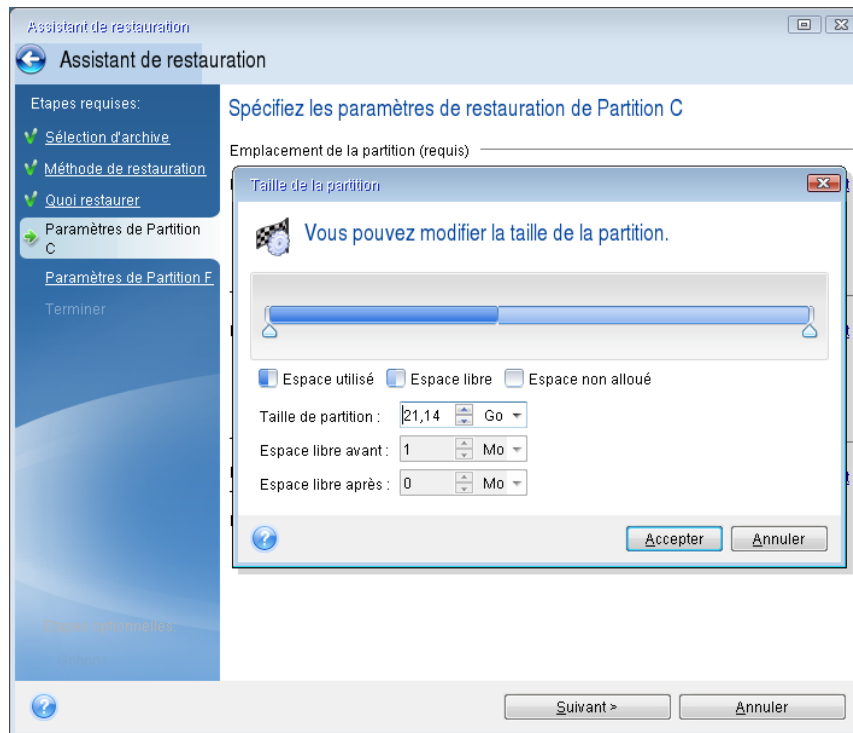 Assistant de restauration
Assistant de restauration
Etapes requises:
Sélection d'archive
Méthode de restauration
Quoi restaurer
Paramètres de Partition
C
Paramètres de Partition F
Terminer
Spécifiez les paramètres de restauration de Partition C
Emplacement de la partition (requis)
Taille de la partition
Vous pouvez modifier la taille de la partition.
Espace utilisé Espace libre Espace non alloué
Taille de partition : 21,14 Go
Espace libre avant : 1 Mo
Espace libre après : 0 Mo
Accepter Annuler
Suivant > Annuler